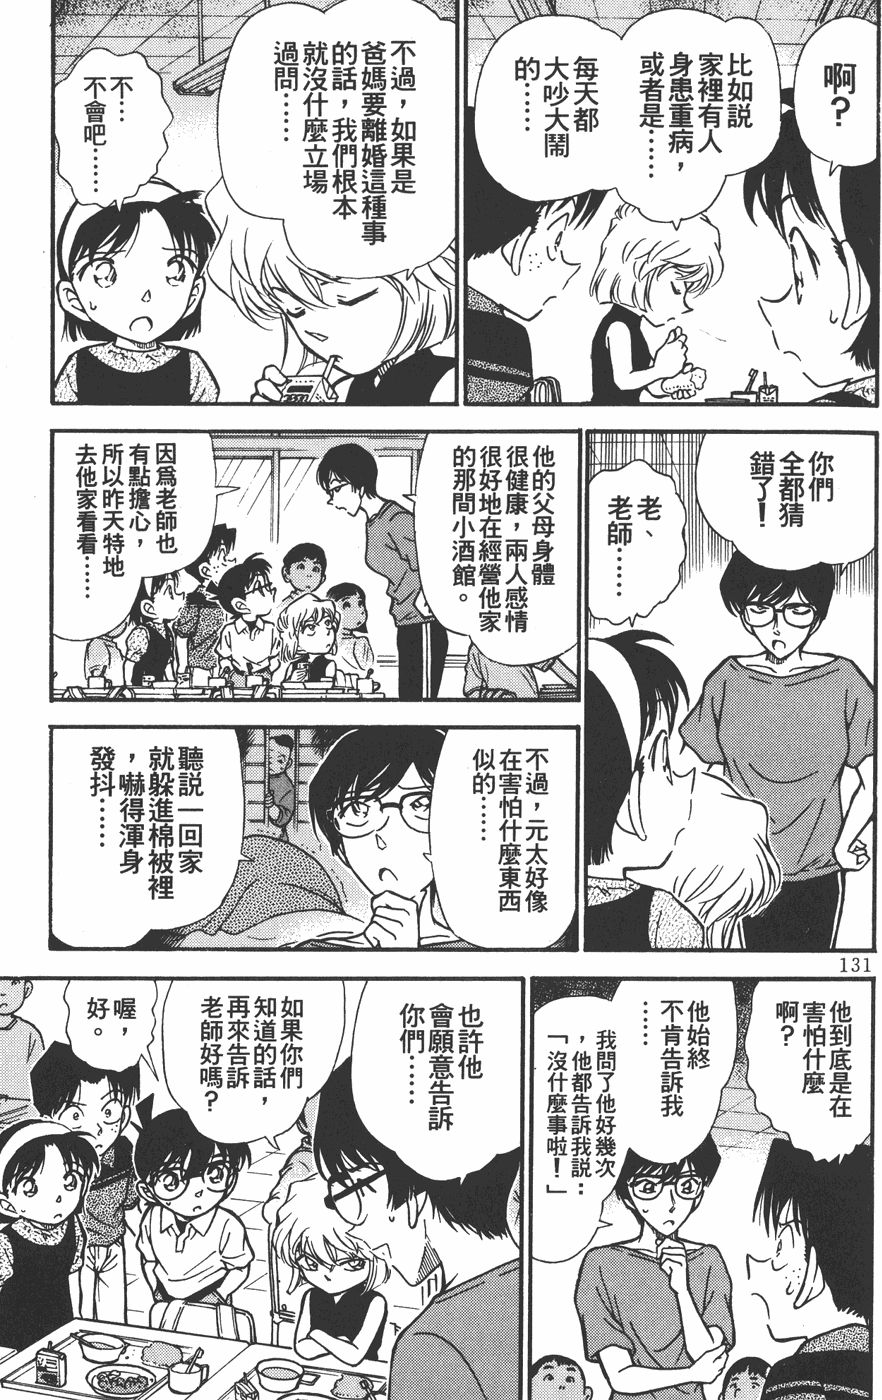 啊？
比如説
家裡有人
身患重病，
或者是……
每天都
大吵大鬧
的……
不過，如果是
爸媽要離婚這種事
的話，我們根本
就沒什麼立場
過問……
不…
不會吧……
你們
全都猜
錯了！
老、
老師……
他的父母身體
很健康，兩人感情
很好地在經營他家
的那間小酒館。
因爲老師也
有點擔心，
所以昨天特地
去他家看看……
不過，元太好像
在害怕什麼東西
似的……
聽説一回家
就躲進棉被裡
，嚇得渾身
發抖……
131
他到底是在
害怕什麼
啊？
他始終
不肯告訴我
……
我問了他好幾次
，他都告訴我説：
「沒什麼事啦！」
也許他
會願意告訴
你們……
如果你們
知道的話，
再來告訴
老師好嗎？
喔，
好。